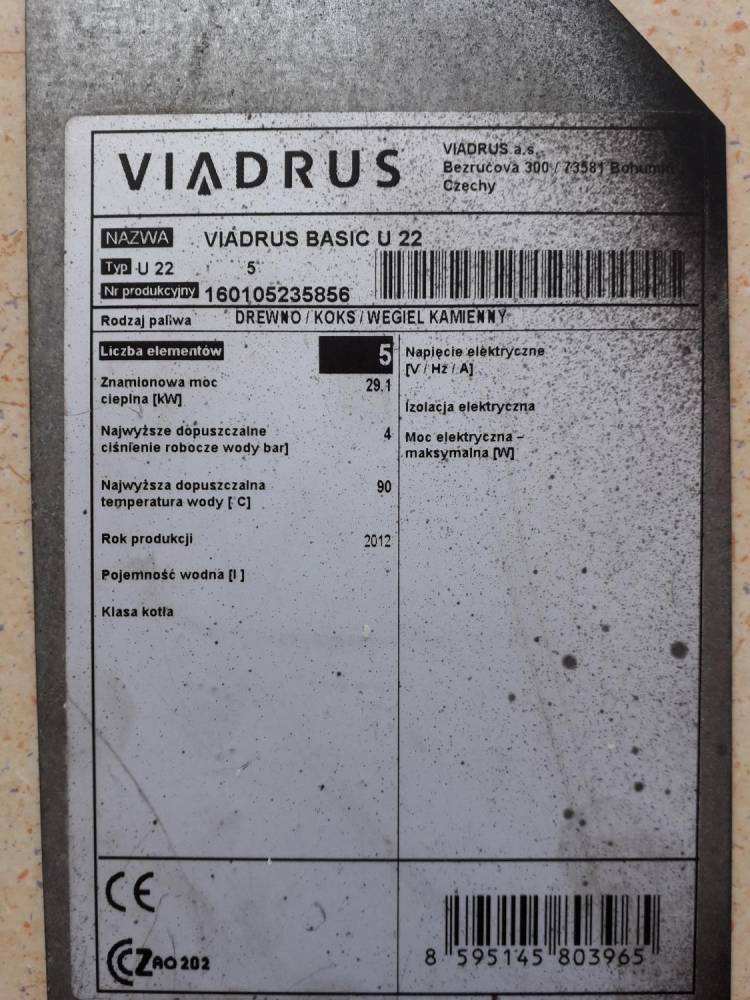 VIADRUS
VIADRUS a.s.
Bezručova 300 / 73581 Bohumín
Czechy
NAZWA VIADRUS BASIC U 22
Typ U 22 5
Nr produkcyjny 160105235856
Rodzaj paliwa DREWNO / KOKS / WEGIEL KAMIENNY
Liczba elementów 5
Znamionowa moc
cieplna [kW] 29.1
Najwyższe dopuszczalne
ciśnienie robocze wody bar] 4
Najwyższa dopuszczalna
temperatura wody [°C] 90
Rok produkcji 2012
Pojemność wodna [l ]
Klasa kotła
Napięcie elektryczne
[V / Hz / A]
Izolacja elektryczna
Moc elektryczna –
maksymalna [W]
CE
CCZ AO 202
8 595145 803965